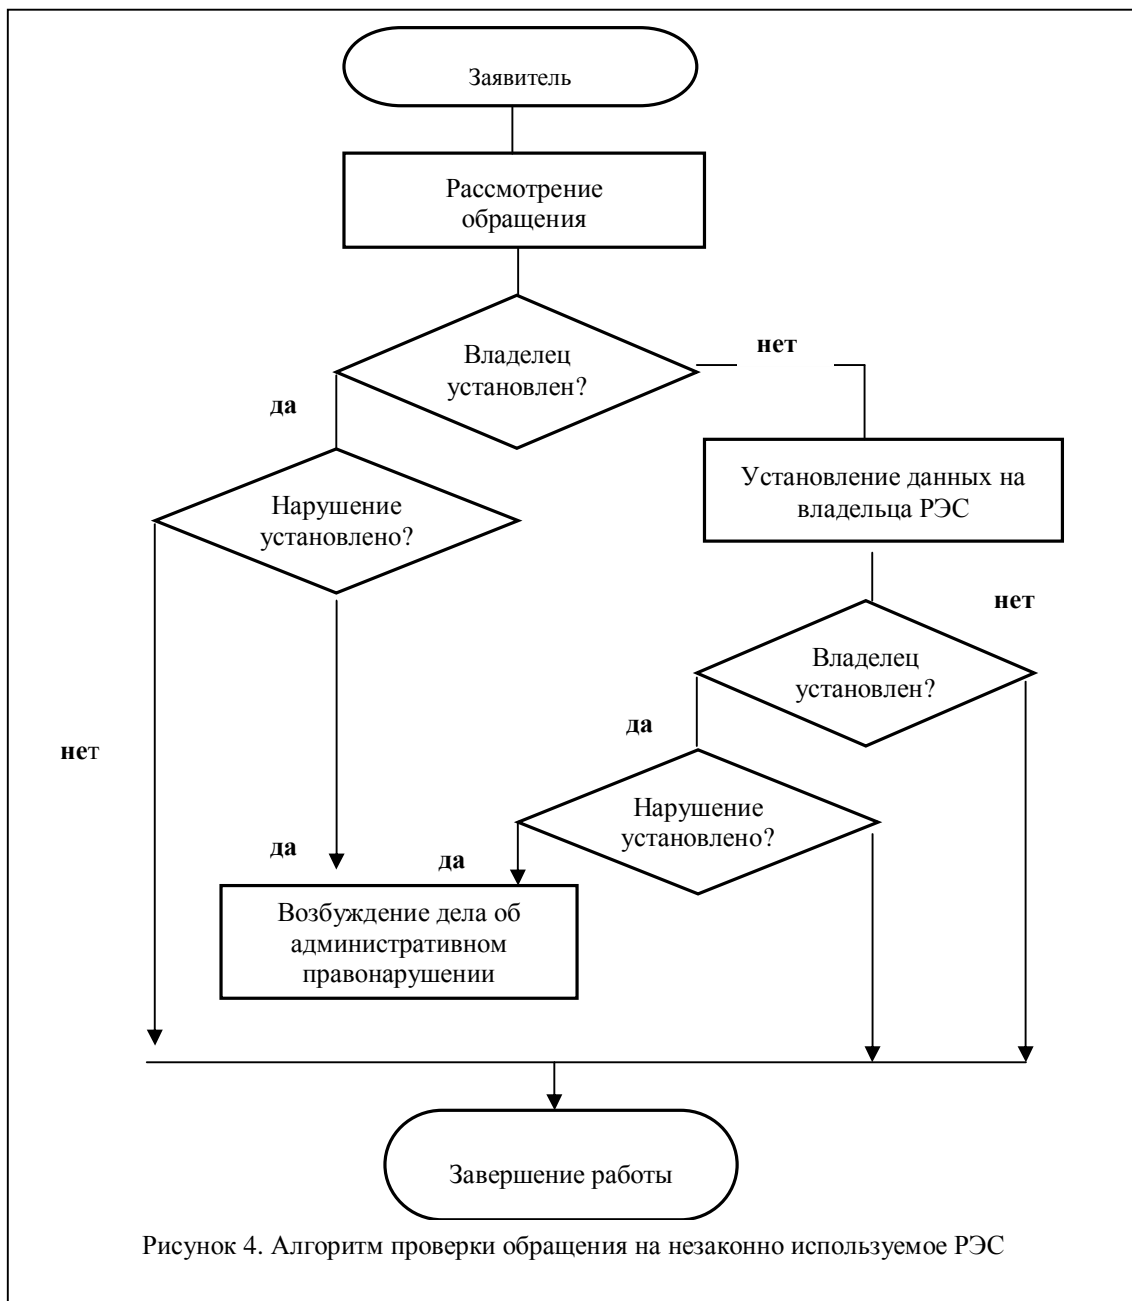 Заявитель
Рассмотрение
обращения
Владелец
установлен?
нет
да
Нарушение
установлено?
Установление данных на
владельца РЭС
нет
Владелец
установлен?
да
нет
Нарушение
установлено?
да
да
Возбуждение дела об
административном
правонарушении
Завершение работы
Рисунок 4. Алгоритм проверки обращения на незаконно используемое РЭС